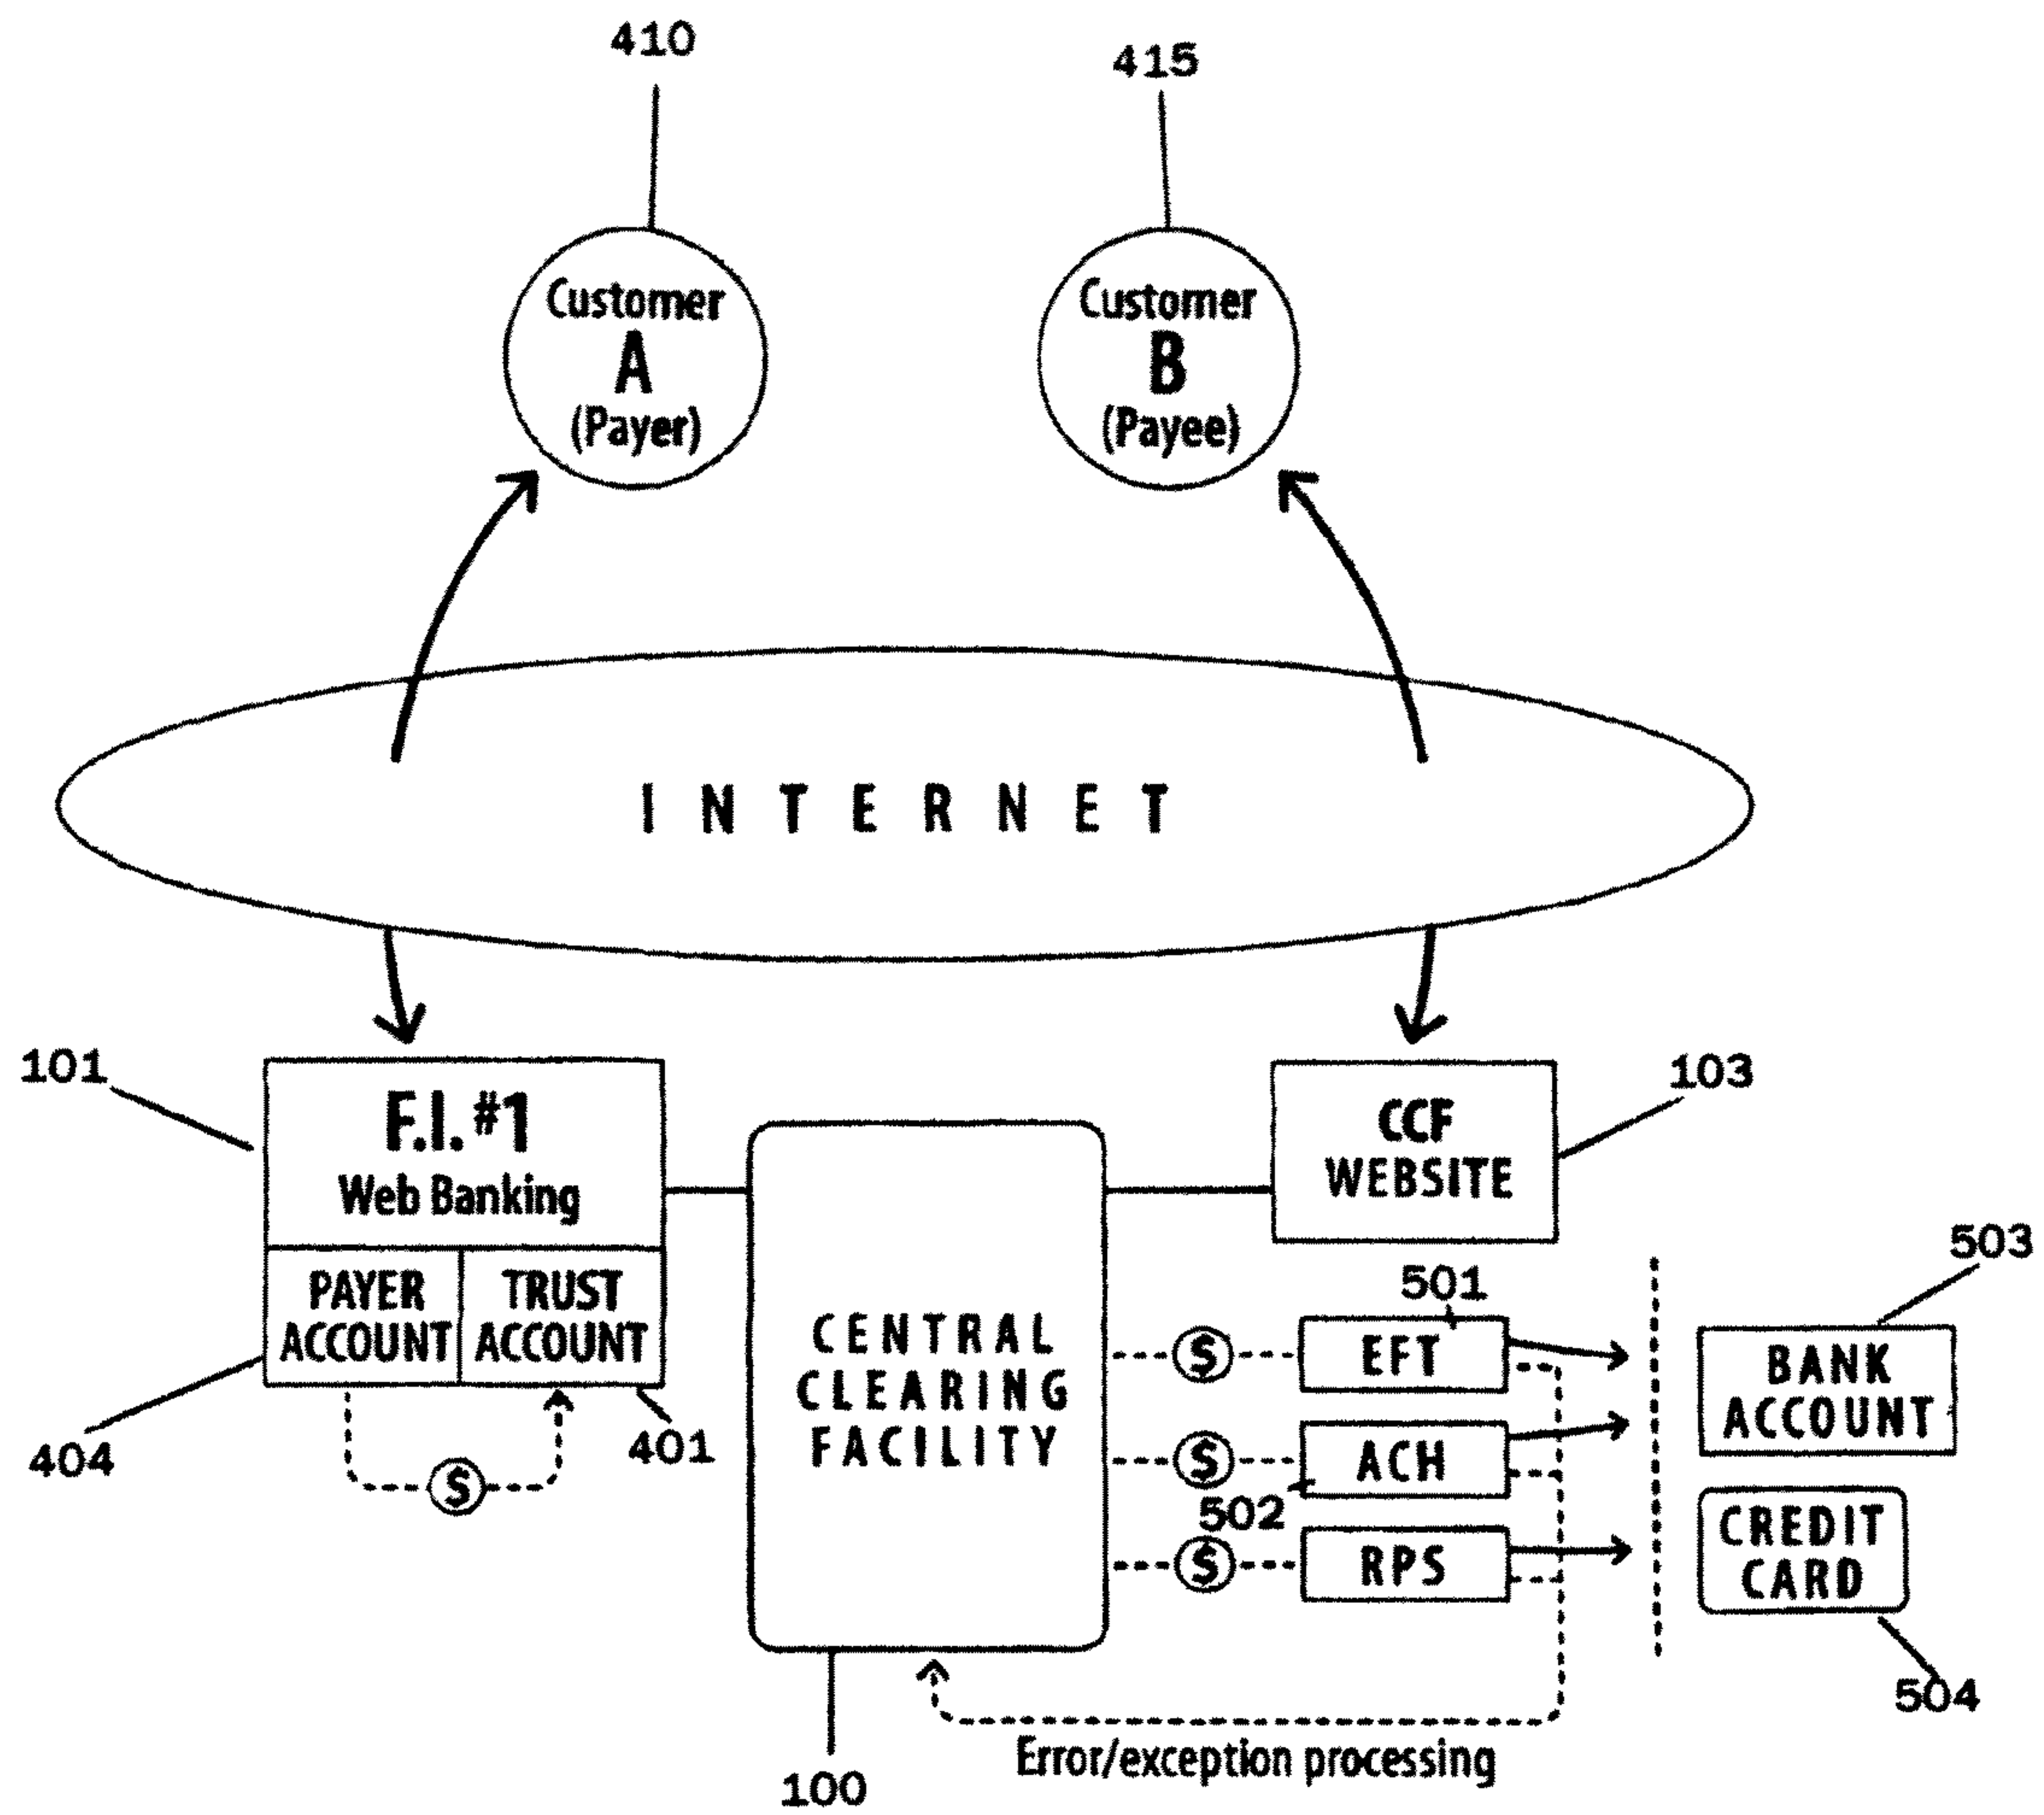 410
415
Customer
A
(Payer)
Customer
B
(Payee)
INTERNET
101
F.I. #1
Web Banking
PAYER
ACCOUNT
TRUST
ACCOUNT
404
$
401
CENTRAL
CLEARING
FACILITY
100
CCF
WEBSITE
103
501
$
EFT
$
ACH
502
$
RPS
503
BANK
ACCOUNT
CREDIT
CARD
504
Error/exception processing